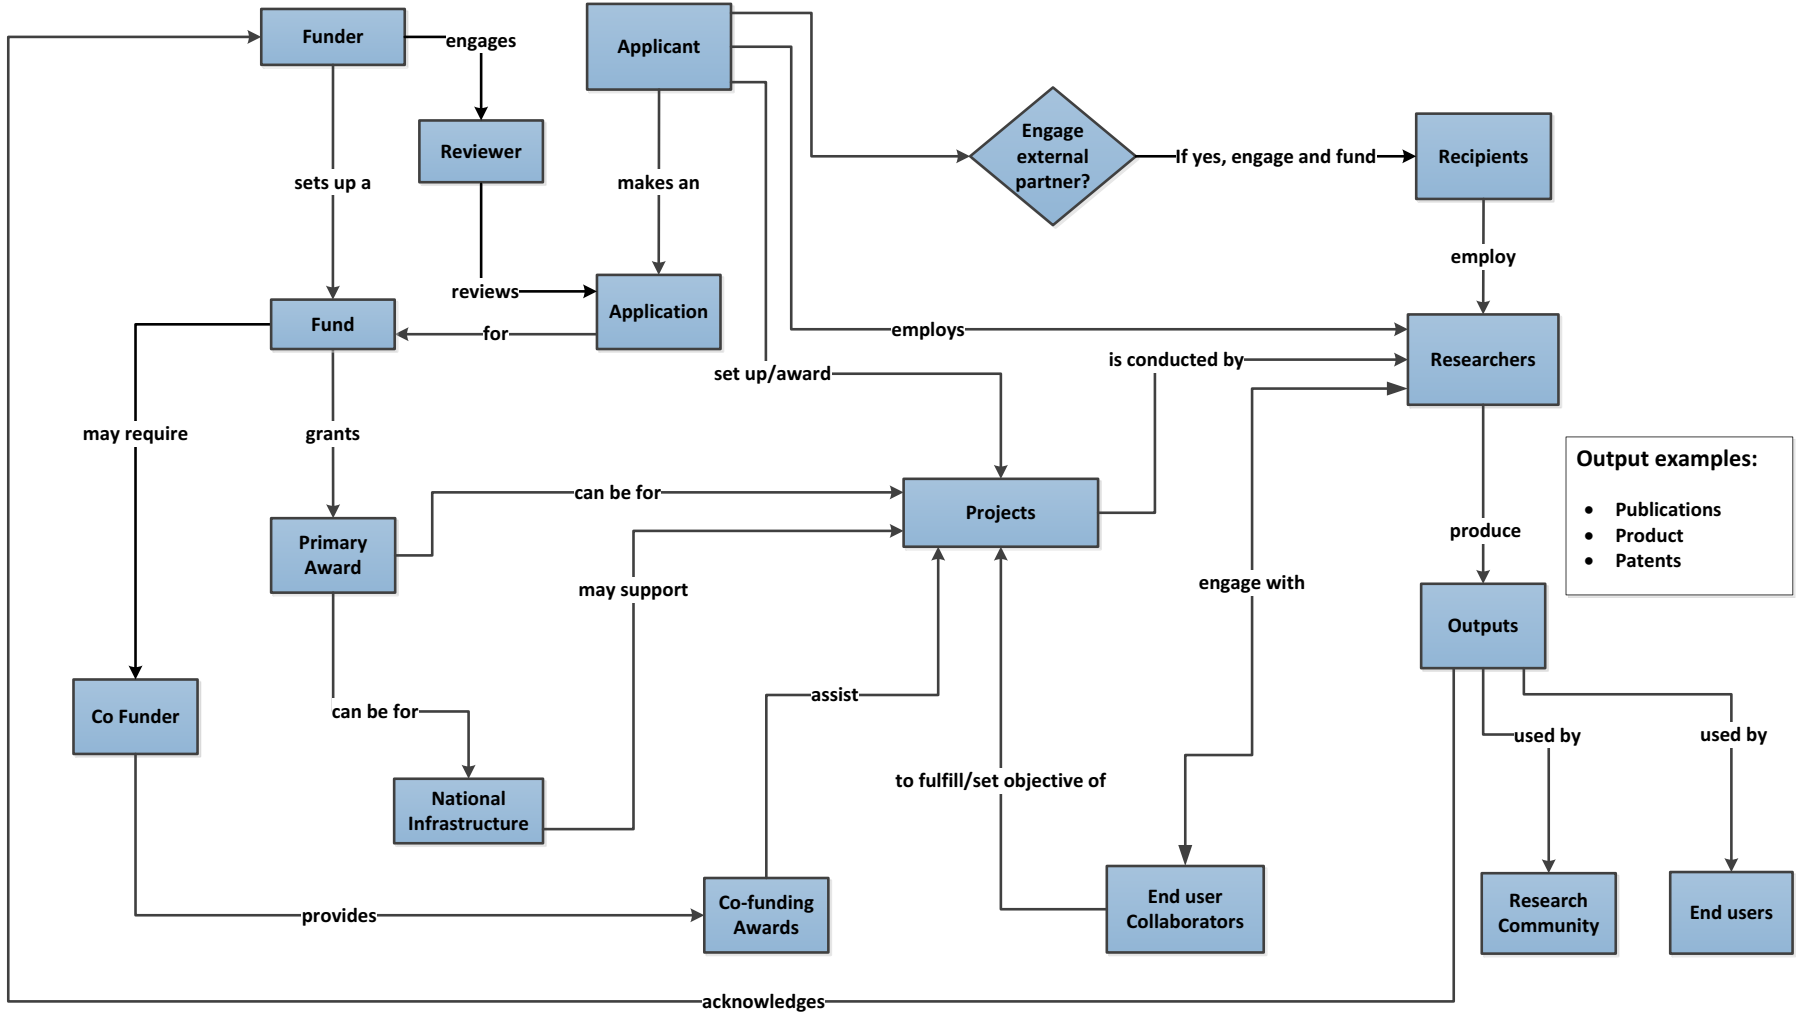 Funder
engages
Applicant
Reviewer
Engage
external
partner?
If yes, engage and fund
Recipients
sets up a
makes an
employ
reviews
Application
Fund
for
employs
Researchers
set up/award
is conducted by
may require
grants
Output examples:
• Publications
• Product
• Patents
can be for
Projects
produce
Primary
Award
may support
engage with
Outputs
assist
Co Funder
can be for
used by
used by
to fulfill/set objective of
National
Infrastructure
provides
Co-funding
Awards
End user
Collaborators
Research
Community
End users
acknowledges